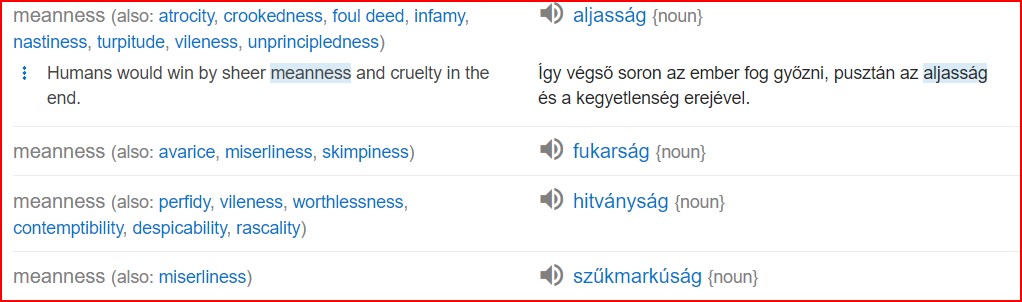 meanness (also: atrocity, crookedness, foul deed, infamy, aljasság {noun}
nastiness, turpitude, vileness, unprincipledness)
Humans would win by sheer meanness and cruelty in the Így végső soron az ember fog győzni, pusztán az aljasság
end. és a kegyetlenség erejével.
meanness (also: avarice, miserliness, skimpiness) fukarság {noun}
meanness (also: perfidy, vileness, worthlessness, hitványság {noun}
contemptibility, despicability, rascality)
meanness (also: miserliness) szűkmarkúság {noun}